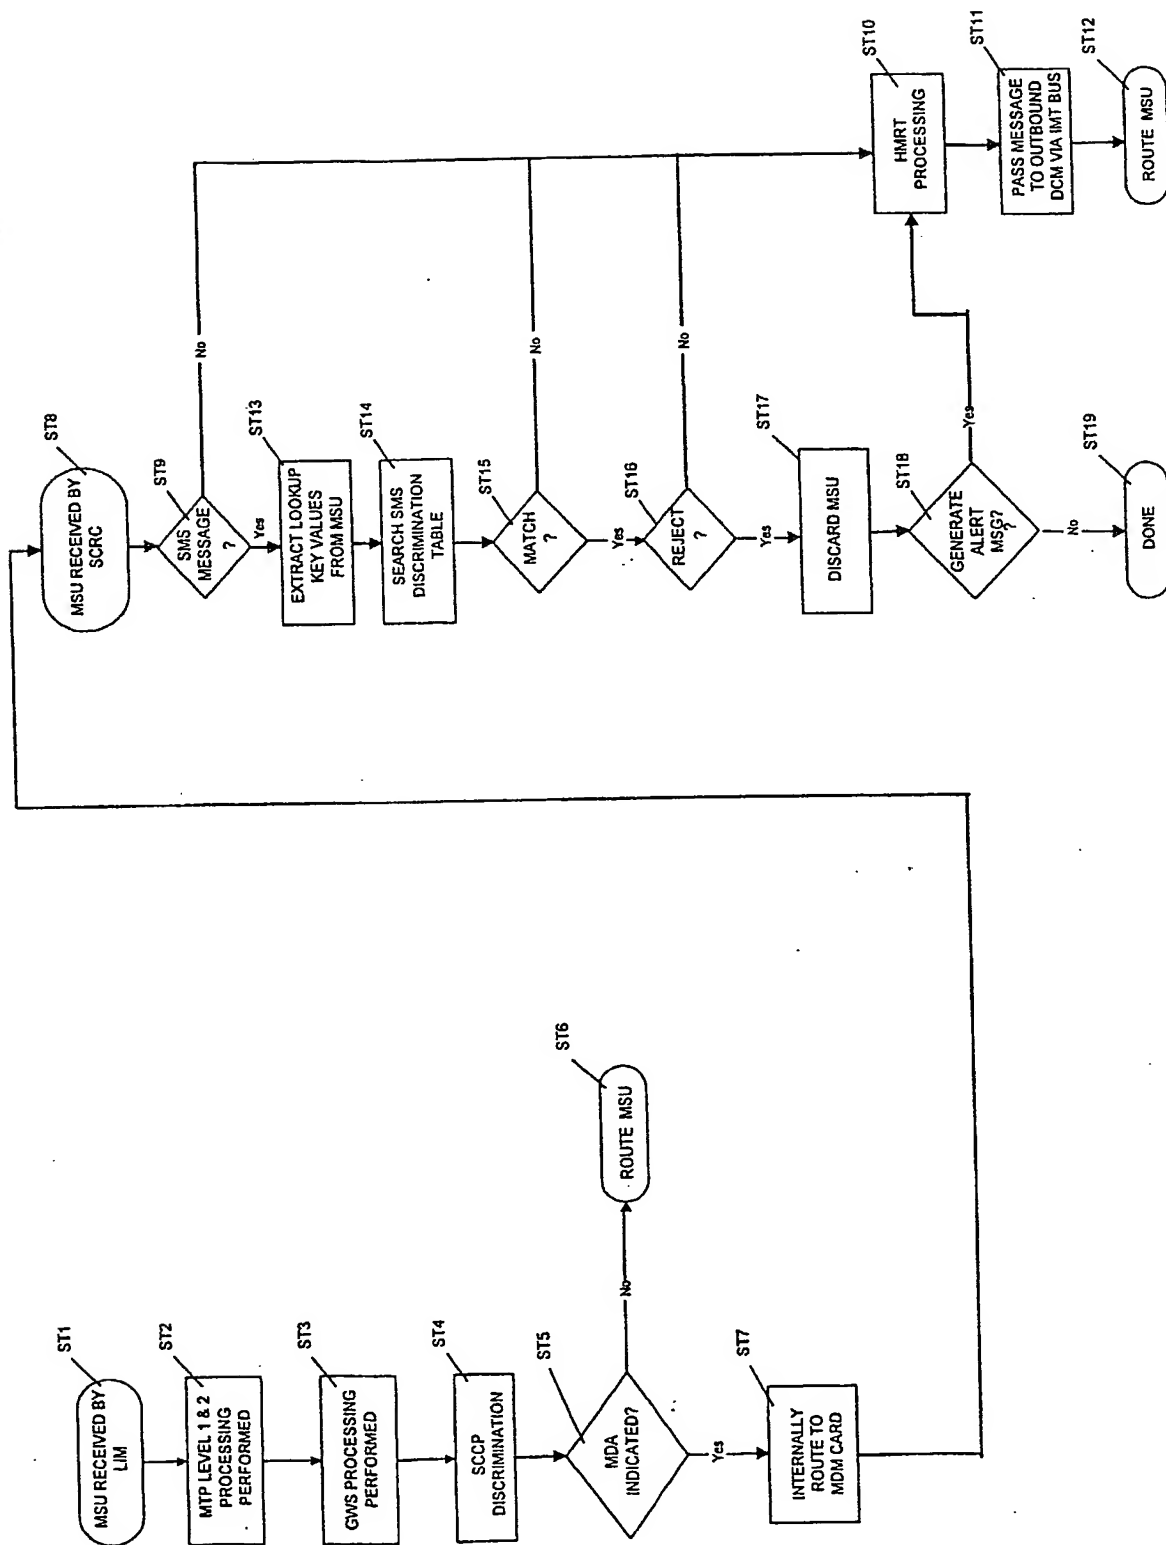 ST1
MSU RECEIVED BY
LIM
ST2
MTP LEVEL 1 & 2
PROCESSING
PERFORMED
ST3
GWS PROCESSING
PERFORMED
ST4
SCCP
DISCRIMINATION
ST5
MDA
INDICATED?
No
ST6
ROUTE MSU
Yes
ST7
INTERNALLY
ROUTE TO
MDM CARD
ST8
MSU RECEIVED BY
SCRC
ST9
SMS
MESSAGE
?
No
Yes
ST13
EXTRACT LOOKUP
KEY VALUES
FROM MSU
ST14
SEARCH SMS
DISCRIMINATION
TABLE
ST15
MATCH
?
No
Yes
ST16
REJECT
?
No
Yes
ST17
DISCARD MSU
ST18
GENERATE
ALERT
MSG?
?
Yes
No
ST19
DONE
ST10
HMRT
PROCESSING
ST11
PASS MESSAGE
TO OUTBOUND
DCM VIA IMT BUS
ST12
ROUTE MSU